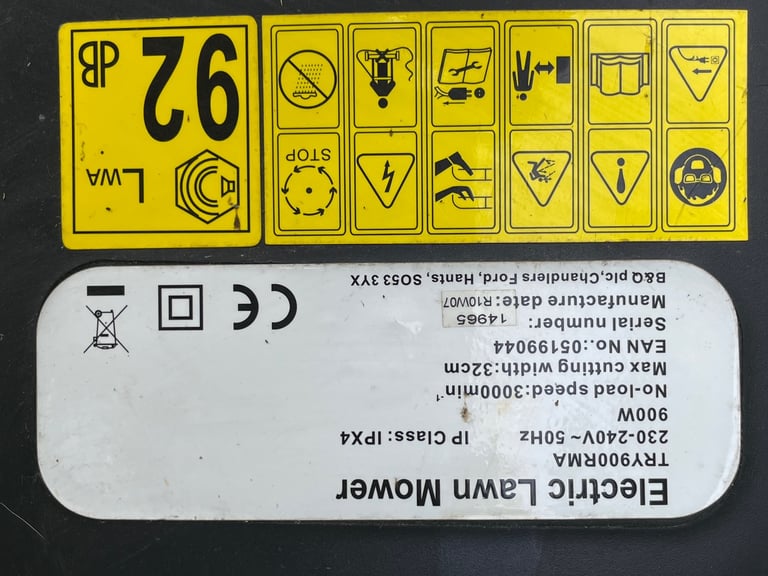 Electric Lawn Mower
TRY900RMA
230-240V~ 50Hz IP Class: IPX4
900W
No-load speed:3000min⁻¹
Max cutting width:32cm
EAN No.:05199044
Serial number: 14965
Manufacture date: R10W07
B&Q plc,Chandlers Ford, Hants, SO53 3YX
CE
STOP
LWA
92
dB